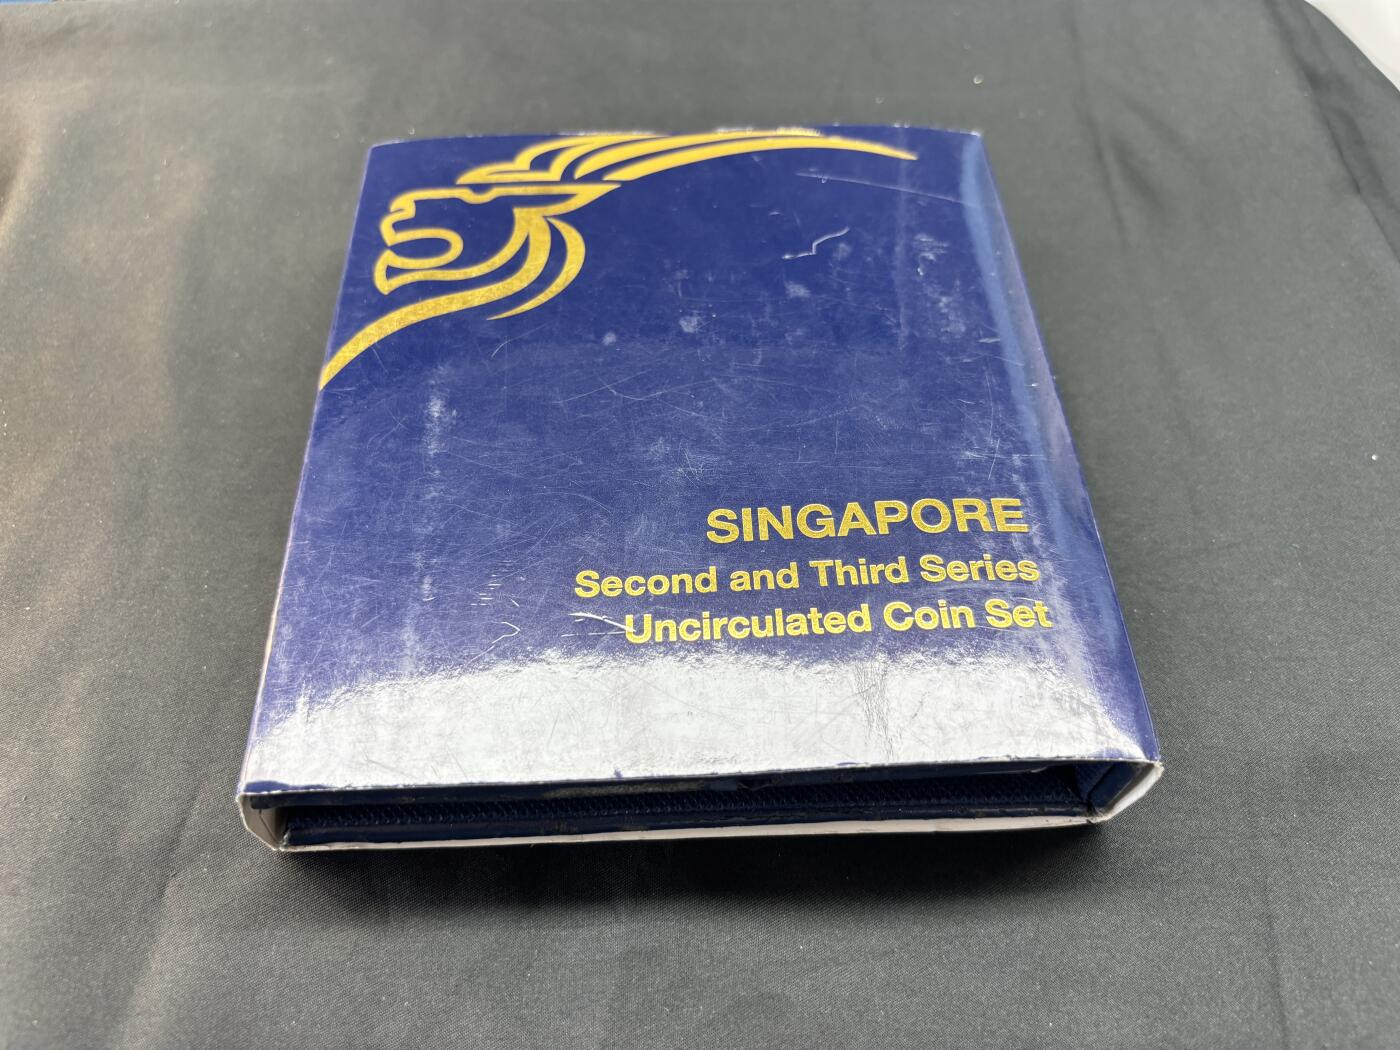 SINGAPORE
Second and Third Series
Uncirculated Coin Set